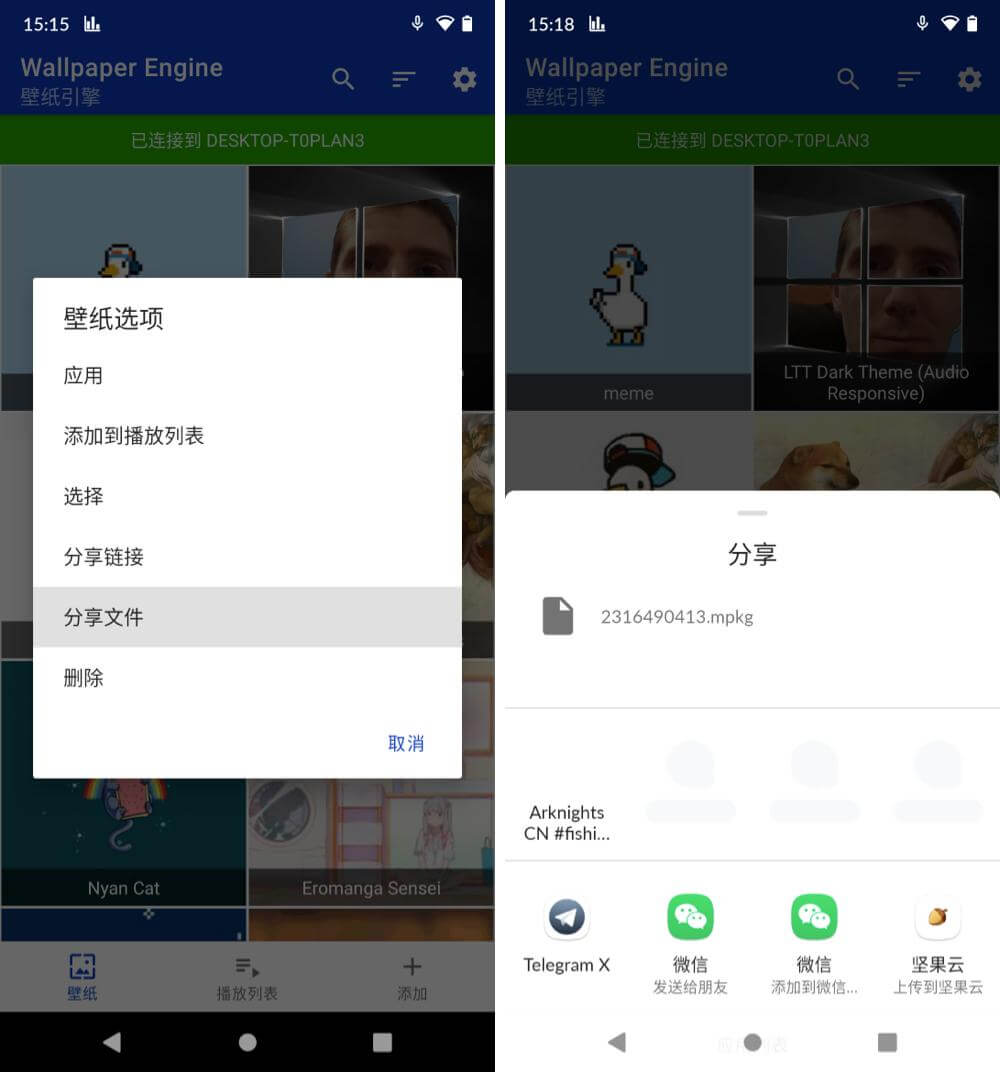 15:15
Wallpaper Engine
壁纸引擎
已连接到 DESKTOP-T0PLAN3
壁纸选项
应用
添加到播放列表
选择
分享链接
分享文件
删除
取消
Nyan Cat
Eromanga Sensei
壁纸
播放列表
添加
15:18
Wallpaper Engine
壁纸引擎
已连接到 DESKTOP-T0PLAN3
meme
LTT Dark Theme (Audio
Responsive)
分享
2316490413.mpkg
Arknights
CN #fishi...
Telegram X
微信
发送给朋友
微信
添加到微信...
坚果云
上传到坚果云